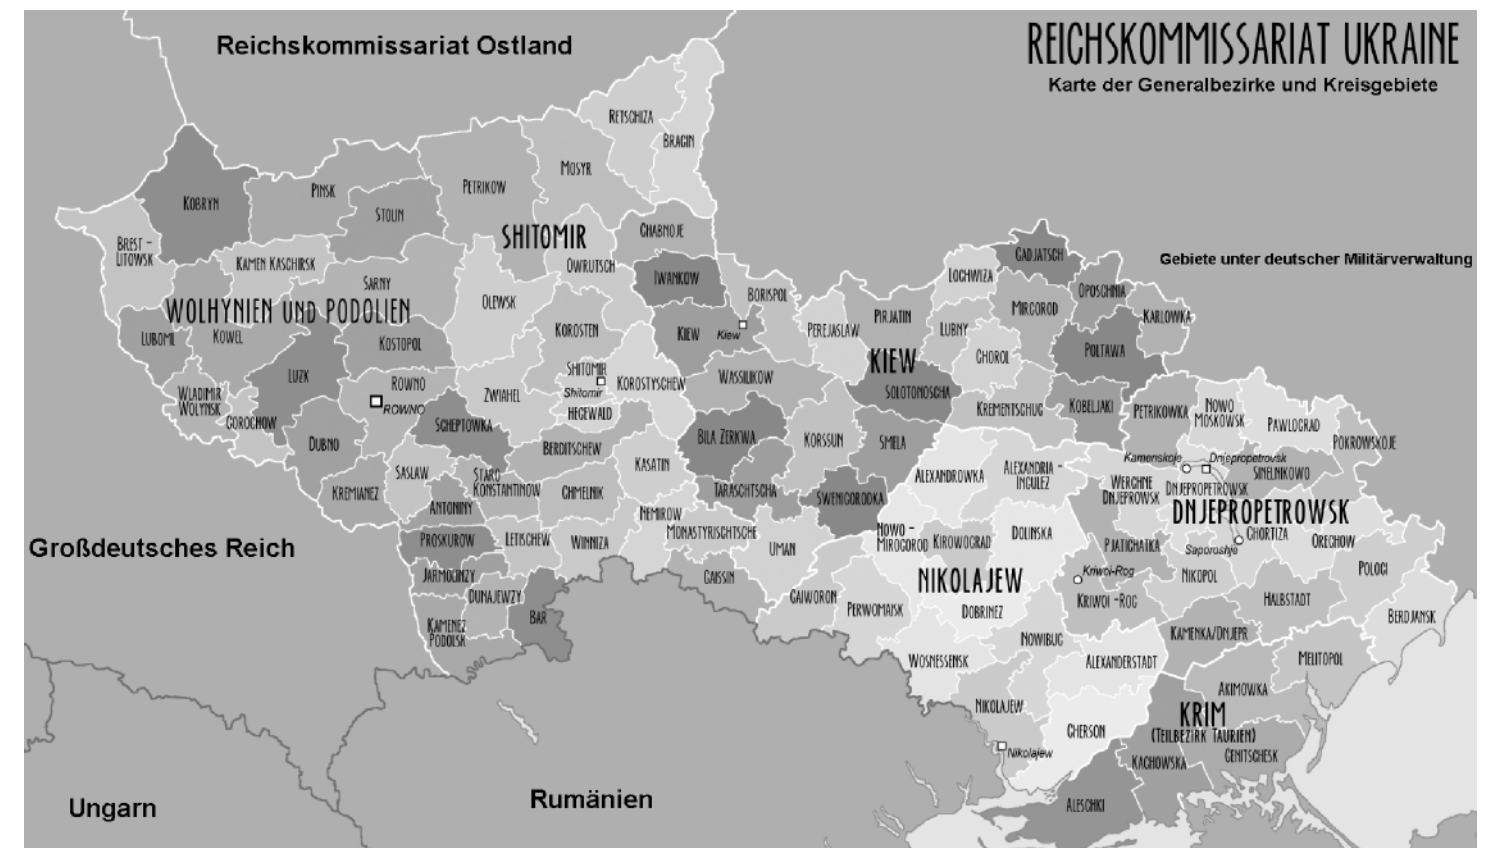 REICHSKOMMISSARIAT UKRAINE
Karte der Generalbezirke und Kreisgebiete
Reichskommissariat Ostland
Gebiete unter deutscher Militärverwaltung
Großdeutsches Reich
Ungarn
Rumänien
WOLHYNIEN UND PODOLIEN
KOBRYN
PINSK
STOLIN
BREST -
LITOWSK
KAMEN KASCHIRSK
SARNY
LUBOML
KOWEL
KOSTOPOL
LUZK
WLADIMIR
WOLYNSK
GOROCHOW
ROWNO
ROWNO
DUBNO
SCHEPTOWKA
KREMIANEZ
SASLAW
STARO
KONSTANTINOW
ANTONINY
PROSKUROW
LETISCHEW
JARMOLINZY
DUNAJEWZY
KAMENEZ
PODOLSK
BAR
SHITOMIR
RETSCHIZA
BRAGIN
MOSYR
PETRIKOW
OWRUTSCH
OLEWSK
KOROSTEN
SHITOMIR
Shitomir
KOROSTYSCHEW
ZWIAHEL
HEGEWALD
BERDITSCHEW
KASATIN
CHMELNIK
NEMIROW
WINNIZA
MONASTYRISCHTSCHE
GAISSIN
UMAN
KIEW
CHABNOJE
IWANKOW
BORISPOL
KIEW
Kiew
PEREJASLAW
PIRJATIN
LOCHWIZA
GADJATSCH
MIRGOROD
OPOSCHNIA
KARLOWKA
LUBNY
CHOROL
POLTAWA
WASSILIKOW
SOLOTONOSCHA
KREMENTSCHUG
KOBELJAKI
BILA ZERKWA
KORSSUN
SMELA
TARASCHTSCHA
SWENIGORODKA
NIKOLAJEW
ALEXANDROWKA
ALEXANDRIA -
INGULEZ
NOWO -
MIROGOROD
KIROWOGRAD
DOLINSKA
GAIWORON
PERWOMAISK
DOBRINEZ
NOWIBUG
WOSNESSENSK
ALEXANDERSTADT
NIKOLAJEW
Nikolajew
CHERSON
DNJEPROPETROWSK
PETRIKOWKA
NOWO
MOSKOWSK
PAWLOGRAD
POKROWSKOJE
Kamenskoje
Dnjepropetrovsk
SINELNIKOWO
WERCHNE
DNJEPROWSK
DNJEPROPETROWSK
PJATICHATKA
CHORTIZA
Saporoshje
ORECHOW
Kriwoi-Rog
KRIWOI -ROG
NIKOPOL
POLOGI
HALBSTADT
BERDJANSK
KAMENKA/DNJEPR
MELITOPOL
KRIM
(TEILBEZIRK TAURIEN)
AKIMOWKA
GENITSCHESK
KACHOWSKA
ALESCHKI